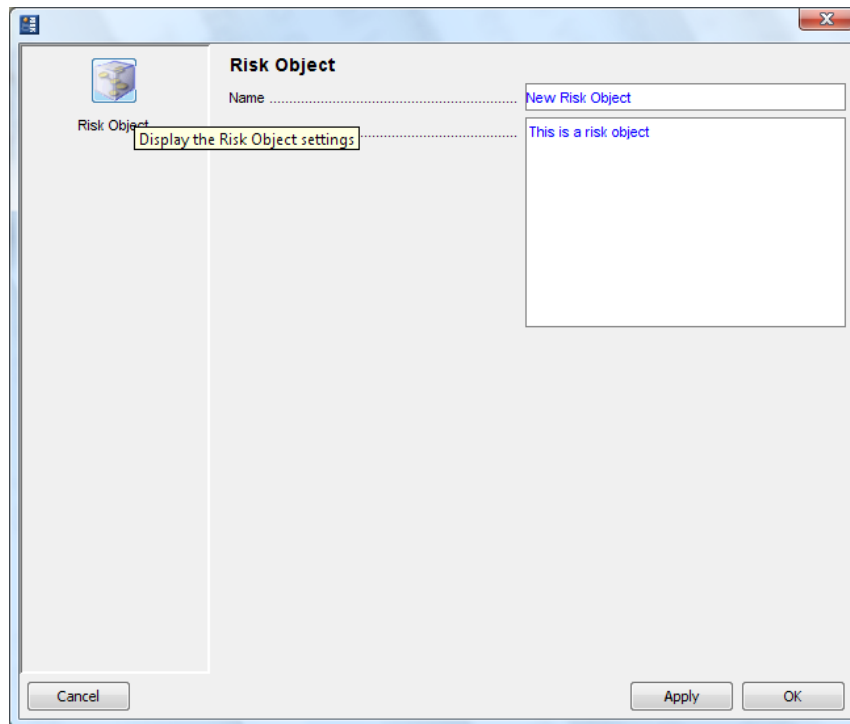 Risk Object
Name ........................................................... New Risk Object
Risk Object
Display the Risk Object settings
..................................... This is a risk object
Cancel
Apply
OK